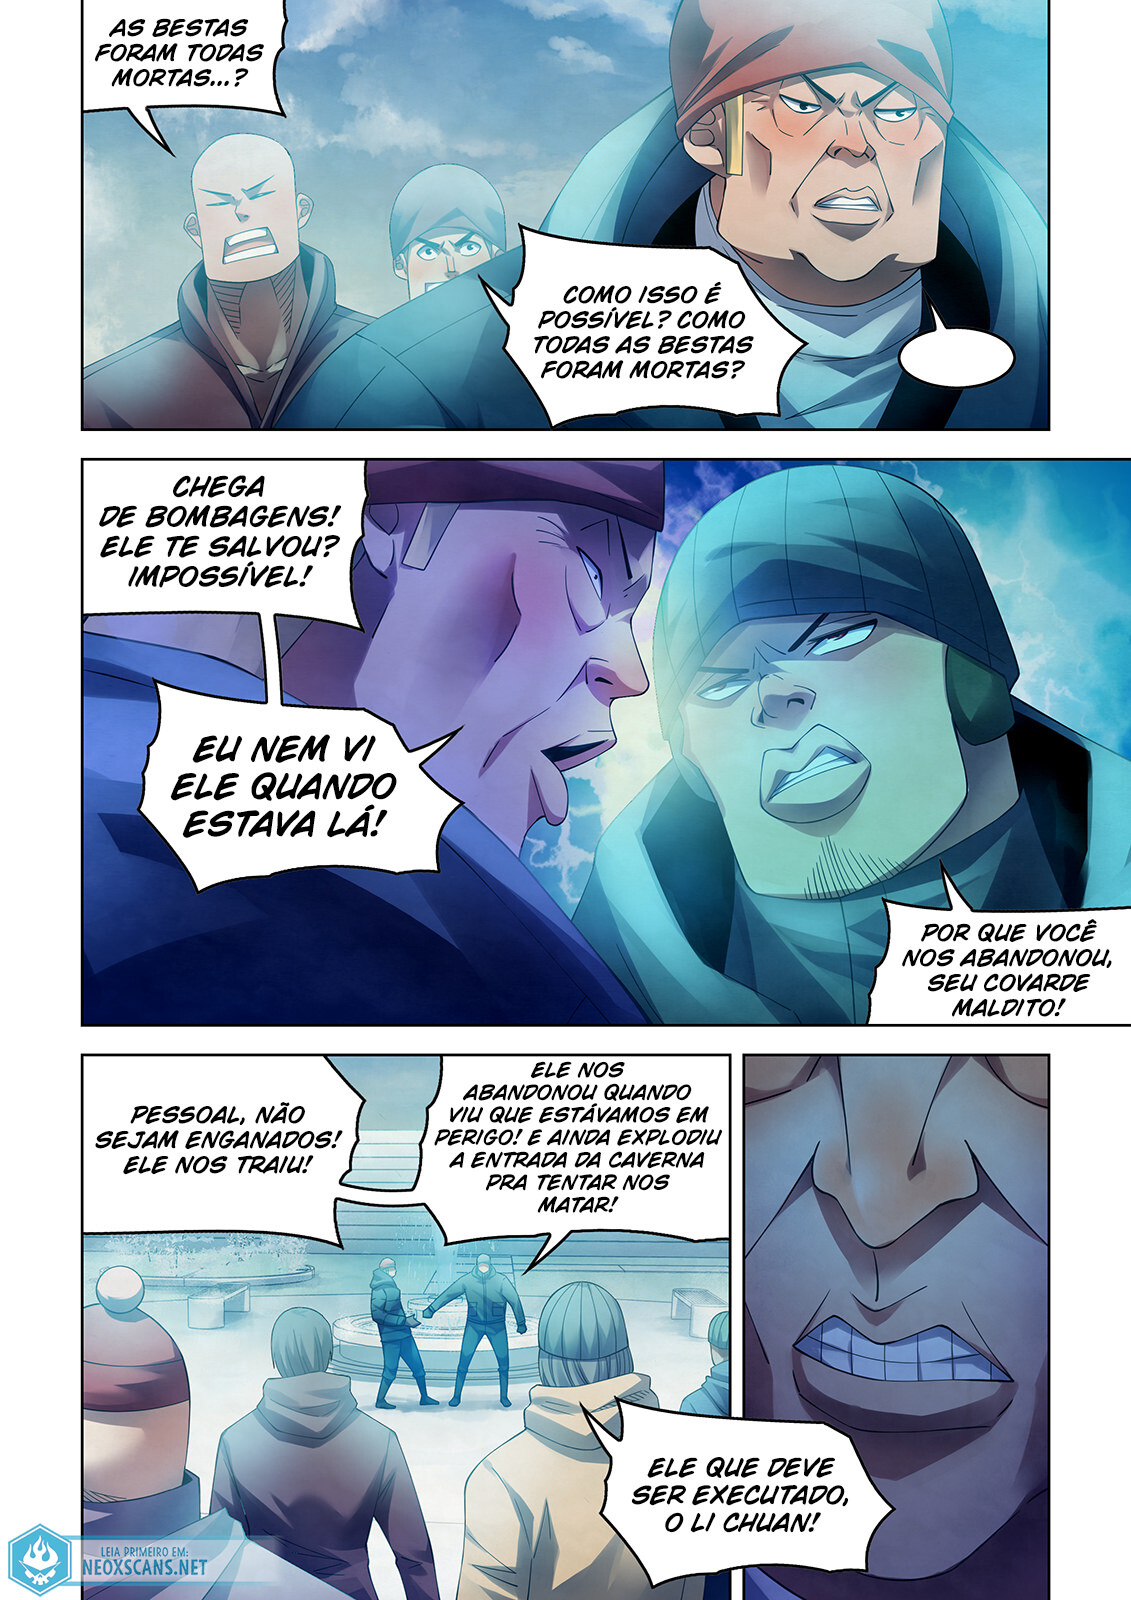 AS BESTAS
FORAM TODAS
MORTAS...?
COMO ISSO É
POSSÍVEL? COMO
TODAS AS BESTAS
FORAM MORTAS?
CHEGA
DE BOMBAGENS!
ELE TE SALVOU?
IMPOSSÍVEL!
EU NEM VI
ELE QUANDO
ESTAVA LÁ!
POR QUE VOCÊ
NOS ABANDONOU,
SEU COVARDE
MALDITO!
PESSOAL, NÃO
SEJAM ENGANADOS!
ELE NOS TRAIU!
ELE NOS
ABANDONOU QUANDO
VIU QUE ESTÁVAMOS EM
PERIGO! E AINDA EXPLODIU
A ENTRADA DA CAVERNA
PRA TENTAR NOS
MATAR!
ELE QUE DEVE
SER EXECUTADO,
O LI CHUAN!
LEIA PRIMEIRO EM:
NEOXSCANS.NET